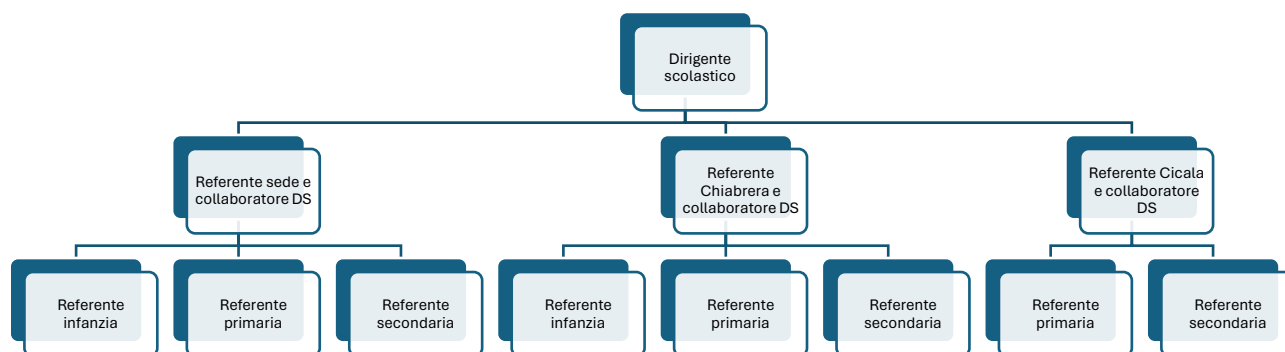 Dirigente
scolastico
Referente sede e
collaboratore DS
Referente
Chiabrera e
collaboratore DS
Referente Cicala
e collaboratore
DS
Referente
infanzia
Referente
primaria
Referente
secondaria
Referente
infanzia
Referente
primaria
Referente
secondaria
Referente
primaria
Referente
secondaria